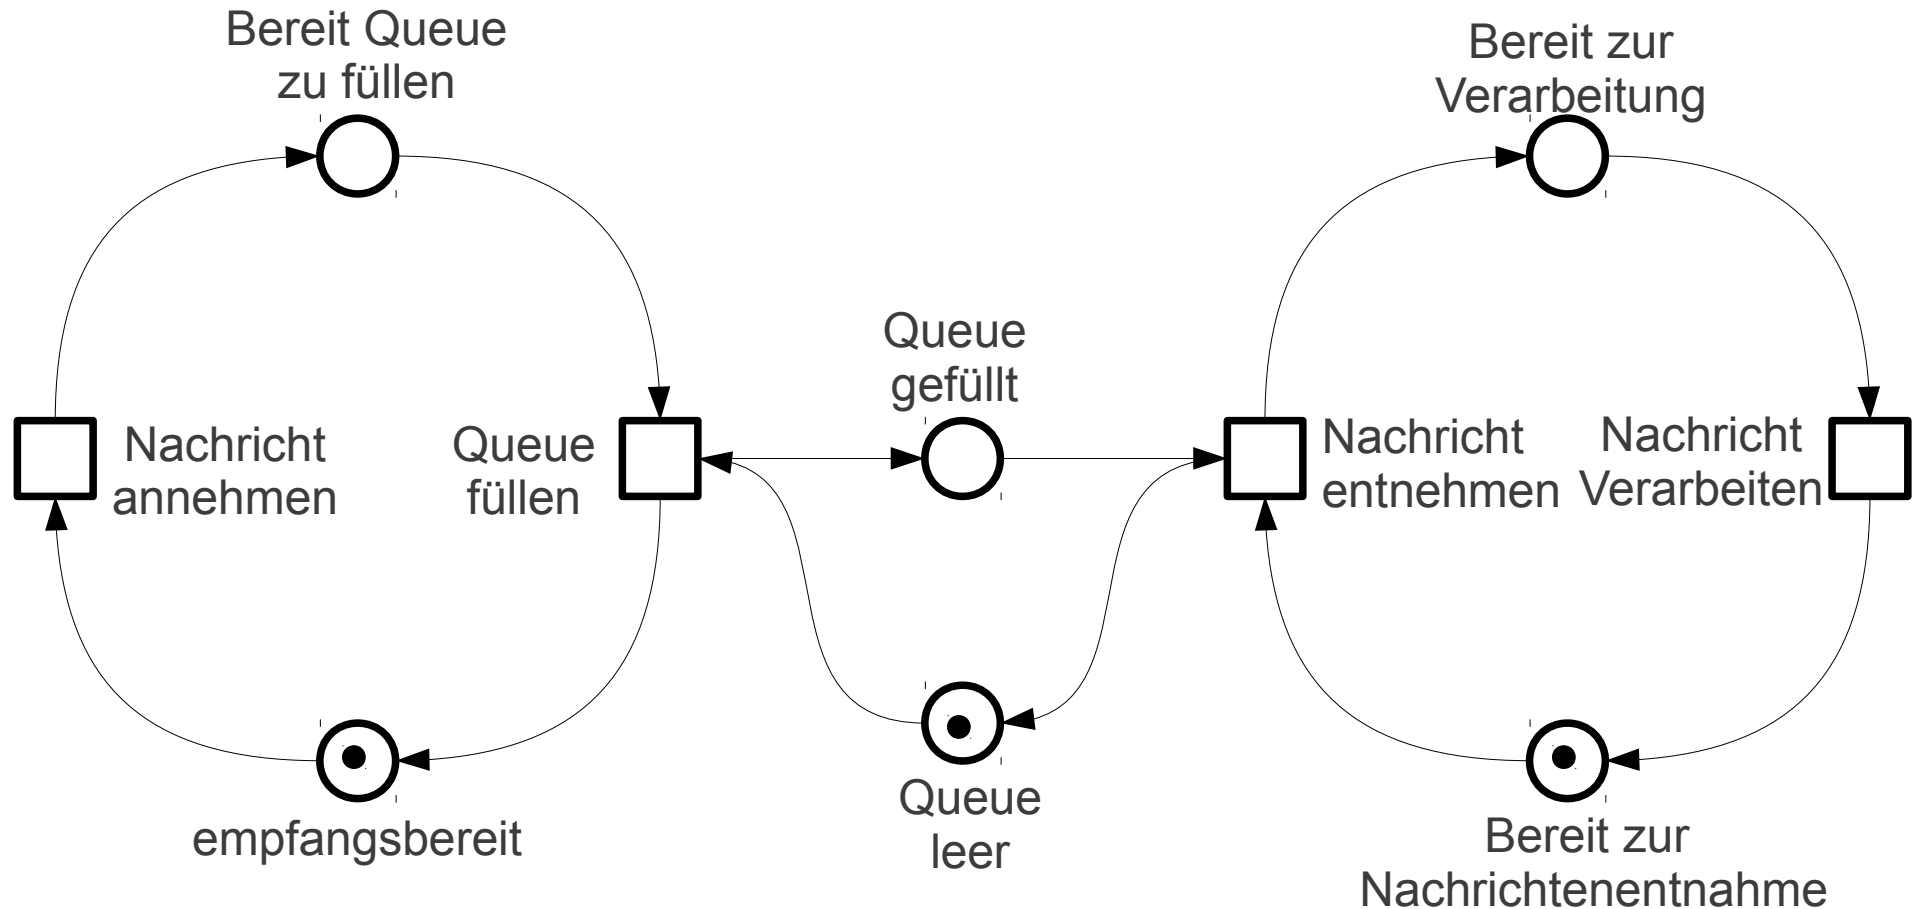 Bereit Queue
zu füllen
Bereit zur
Verarbeitung
Queue
gefüllt
Nachricht
annehmen
Queue
füllen
Nachricht
entnehmen
Nachricht
Verarbeiten
empfangsbereit
Queue
leer
Bereit zur
Nachrichtenentnahme